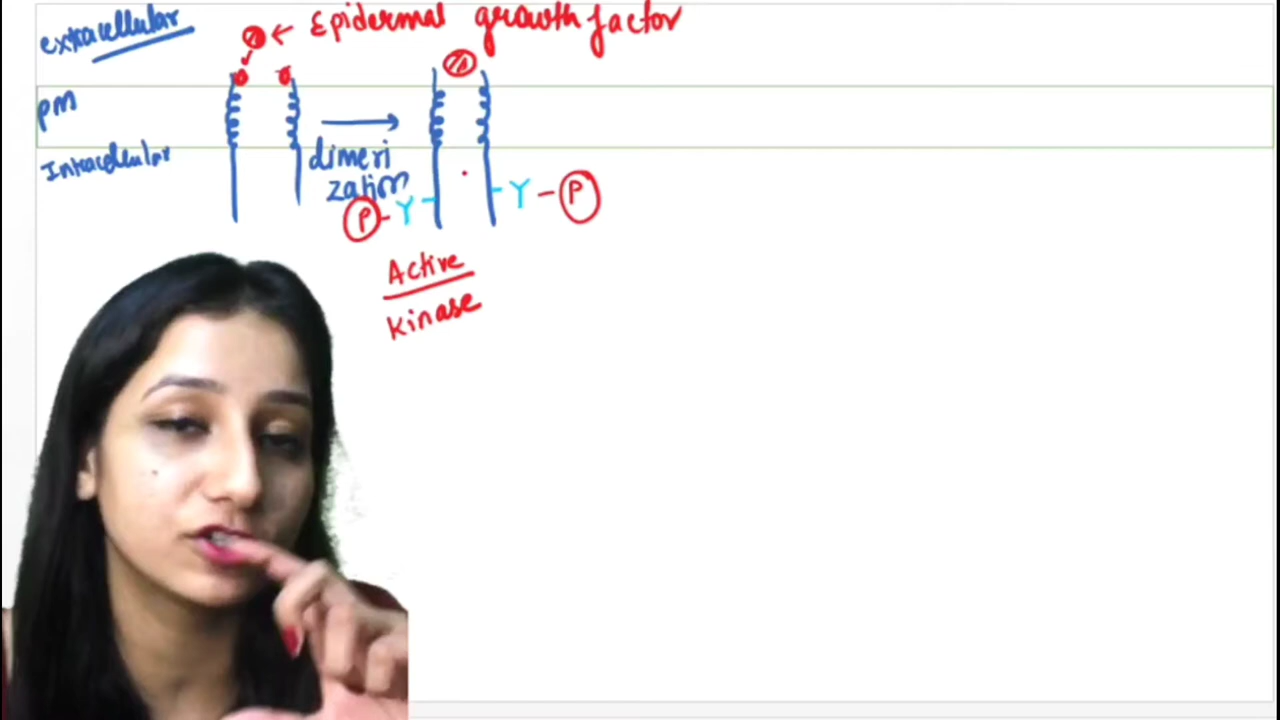 extracellular
← Epidermal growth factor
PM
Intracellular
dimeri
zation
P - Y
Y - P
Active
kinase